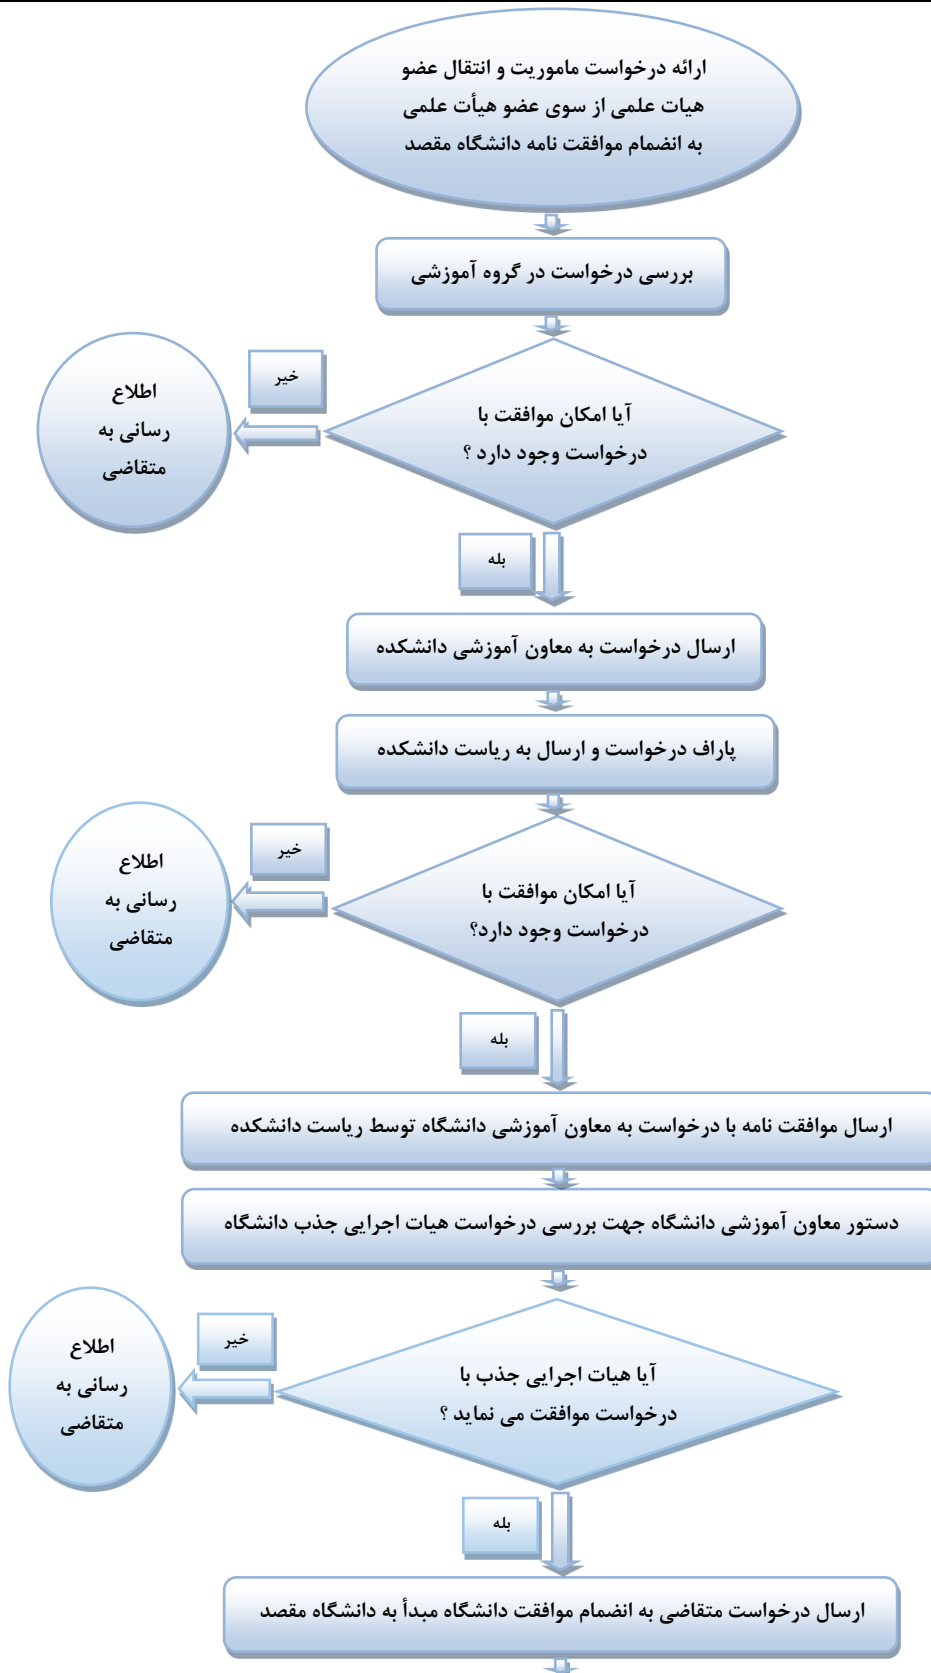 ارائه درخواست ماموریت و انتقال عضو
هیات علمی از سوی عضو هیأت علمی
به انضمام موافقت نامه دانشگاه مقصد
بررسی درخواست در گروه آموزشی
آیا امکان موافقت با
درخواست وجود دارد ؟
خیر
اطلاع
رسانی به
متقاضی
بله
ارسال درخواست به معاون آموزشی دانشکده
پاراف درخواست و ارسال به ریاست دانشکده
آیا امکان موافقت با
درخواست وجود دارد؟
خیر
اطلاع
رسانی به
متقاضی
بله
ارسال موافقت نامه با درخواست به معاون آموزشی دانشگاه توسط ریاست دانشکده
دستور معاون آموزشی دانشگاه جهت بررسی درخواست هیات اجرایی جذب دانشگاه
آیا هیات اجرایی جذب با
درخواست موافقت می نماید ؟
خیر
اطلاع
رسانی به
متقاضی
بله
ارسال درخواست متقاضی به انضمام موافقت دانشگاه مبدأ به دانشگاه مقصد